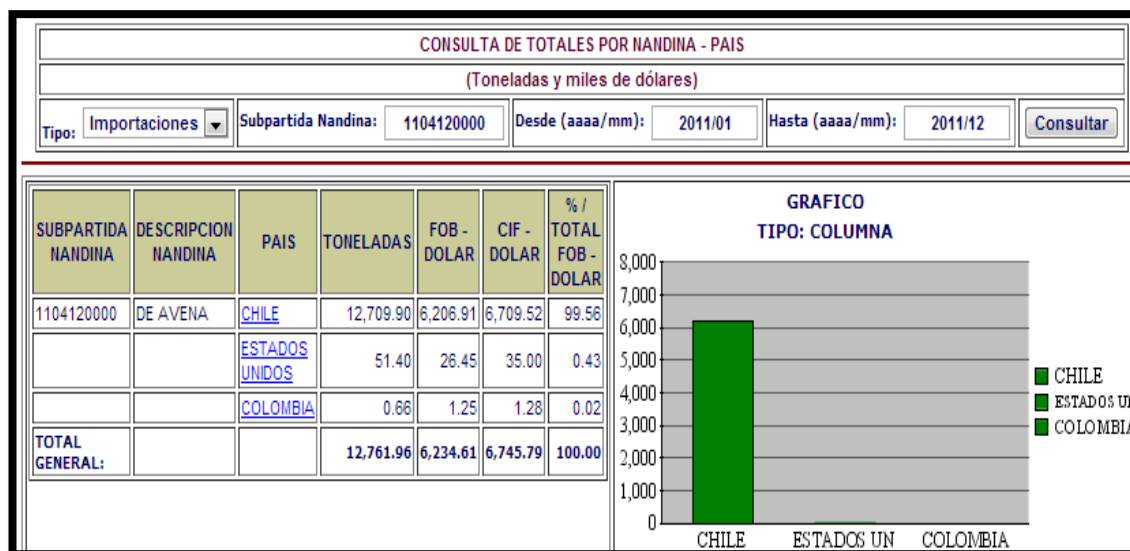 CONSULTA DE TOTALES POR NANDINA - PAIS
(Toneladas y miles de dólares)
Tipo: Importaciones Subpartida Nandina: 1104120000 Desde (aaaa/mm): 2011/01 Hasta (aaaa/mm): 2011/12 Consultar
SUBPARTIDA NANDINA DESCRIPCION NANDINA PAIS TONELADAS FOB - DOLAR CIF - DOLAR % / TOTAL FOB - DOLAR
1104120000 DE AVENA CHILE 12,709.90 6,206.91 6,709.52 99.56
ESTADOS UNIDOS 51.40 26.45 35.00 0.43
COLOMBIA 0.66 1.25 1.28 0.02
TOTAL GENERAL: 12,761.96 6,234.61 6,745.79 100.00
GRAFICO
TIPO: COLUMNA
8,000
7,000
6,000
5,000
4,000
3,000
2,000
1,000
0
CHILE ESTADOS UN COLOMBIA
CHILE
ESTADOS UN
COLOMBIA